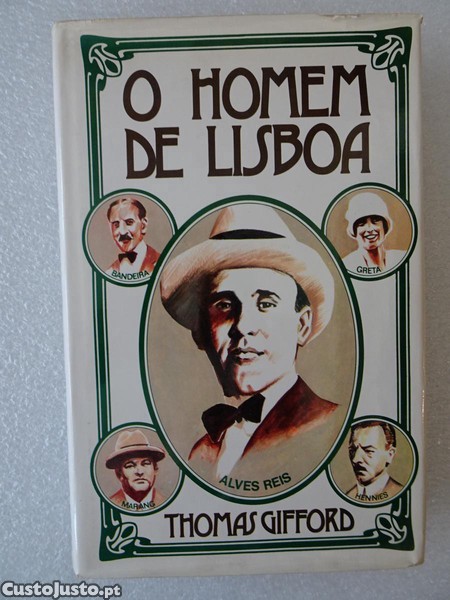 O HOMEM
DE LISBOA
BANDEIRA
GRETA
ALVES REIS
MARANG
HENNIES
THOMAS GIFFORD
CustoJusto.pt